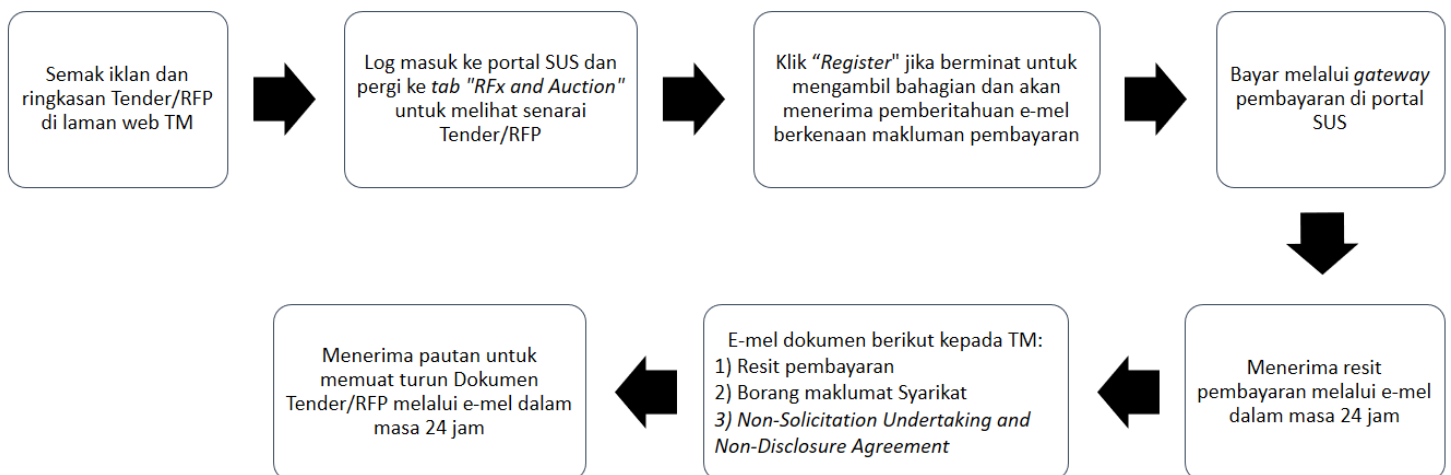 Semak iklan dan
ringkasan Tender/RFP
di laman web TM
Log masuk ke portal SUS dan
pergi ke tab "RFx and Auction"
untuk melihat senarai
Tender/RFP
Klik “Register" jika berminat untuk
mengambil bahagian dan akan
menerima pemberitahuan e-mel
berkenaan makluman pembayaran
Bayar melalui gateway
pembayaran di portal
SUS
Menerima resit
pembayaran melalui e-mel
dalam masa 24 jam
E-mel dokumen berikut kepada TM:
1) Resit pembayaran
2) Borang maklumat Syarikat
3) Non-Solicitation Undertaking and
Non-Disclosure Agreement
Menerima pautan untuk
memuat turun Dokumen
Tender/RFP melalui e-mel dalam
masa 24 jam